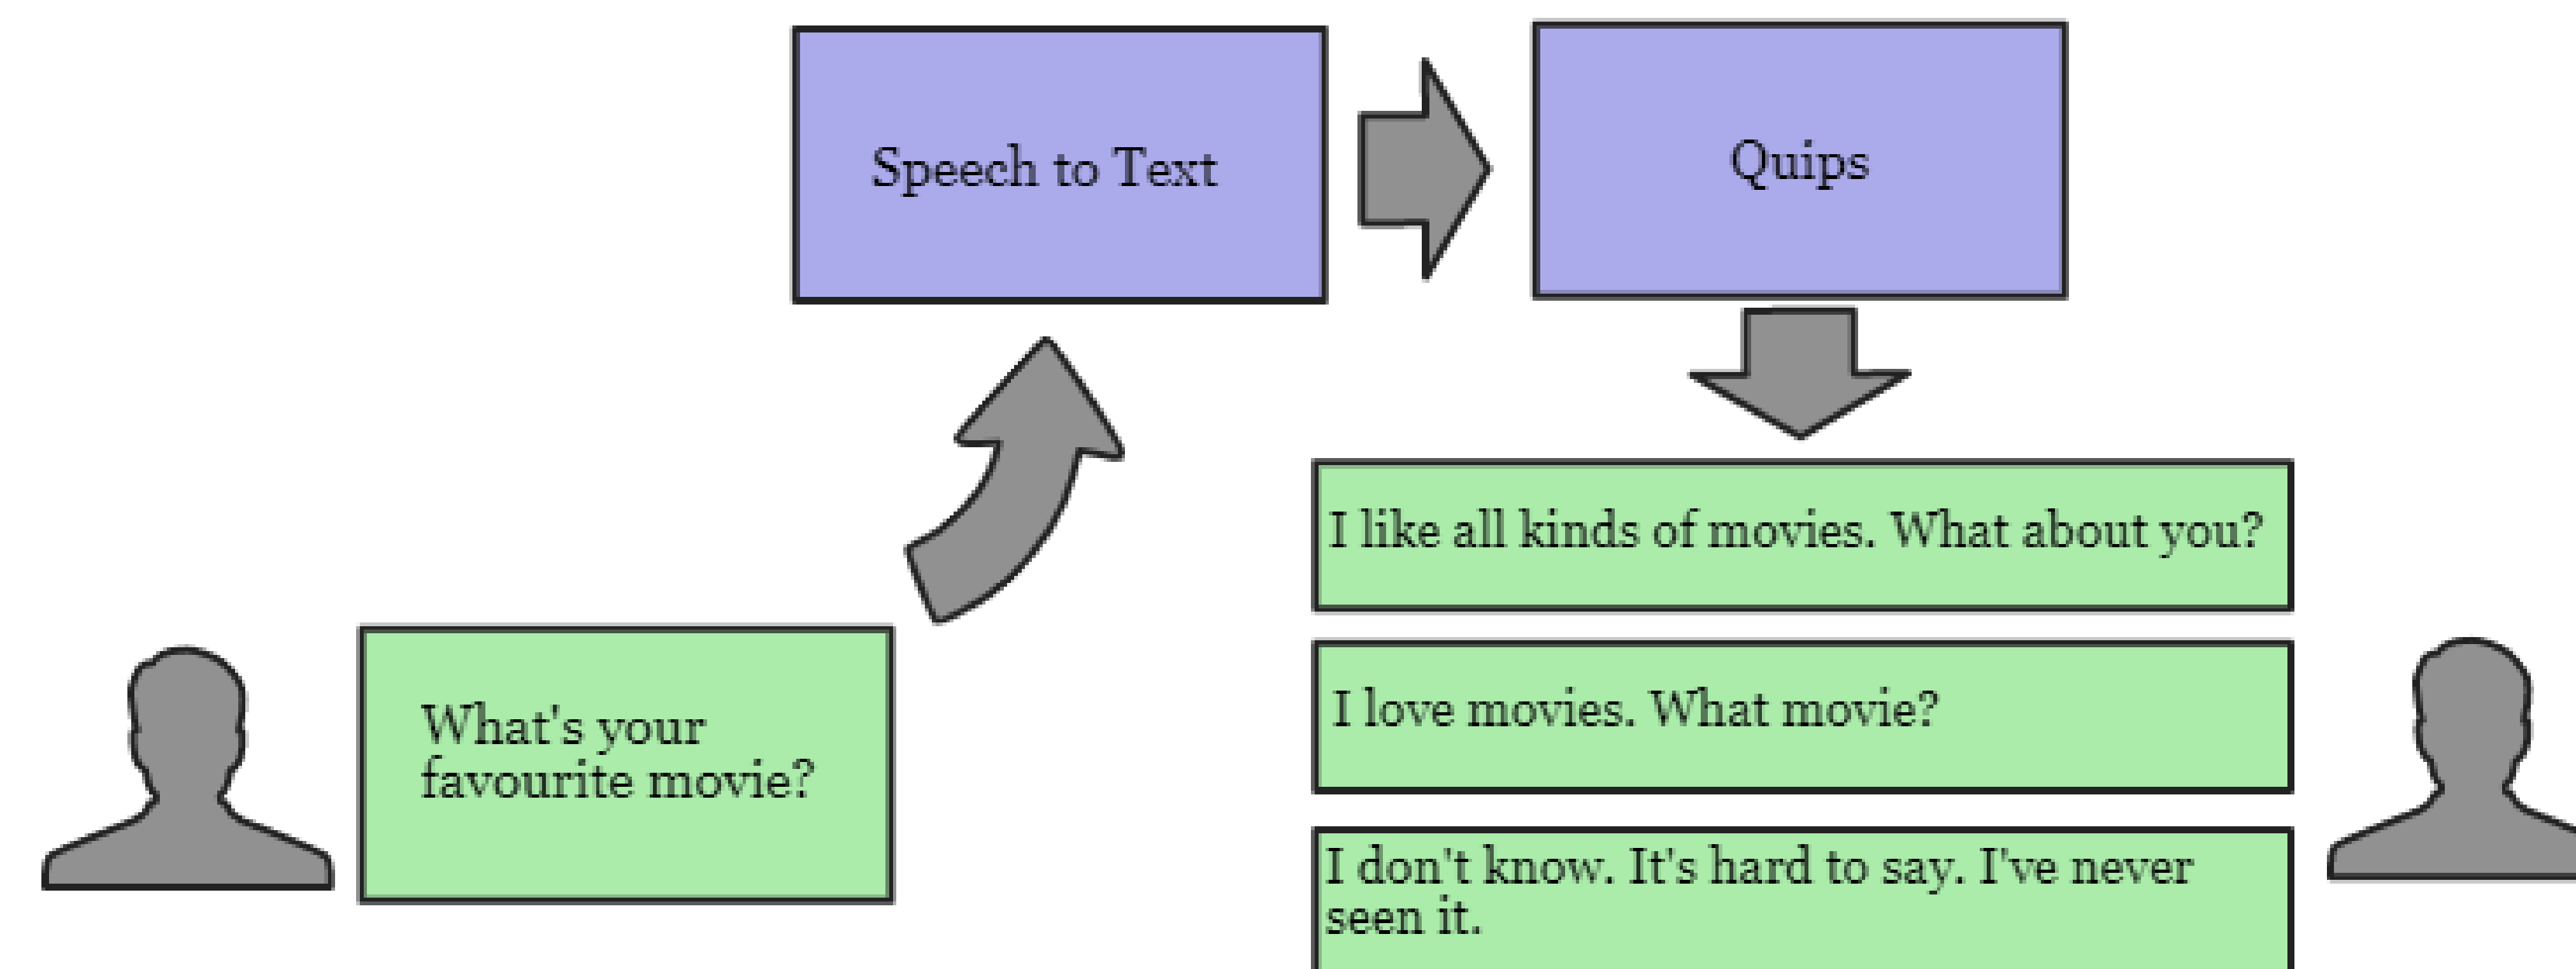 Speech to Text
Quips
What's your
favourite movie?
I like all kinds of movies. What about you?
I love movies. What movie?
I don't know. It's hard to say. I've never
seen it.